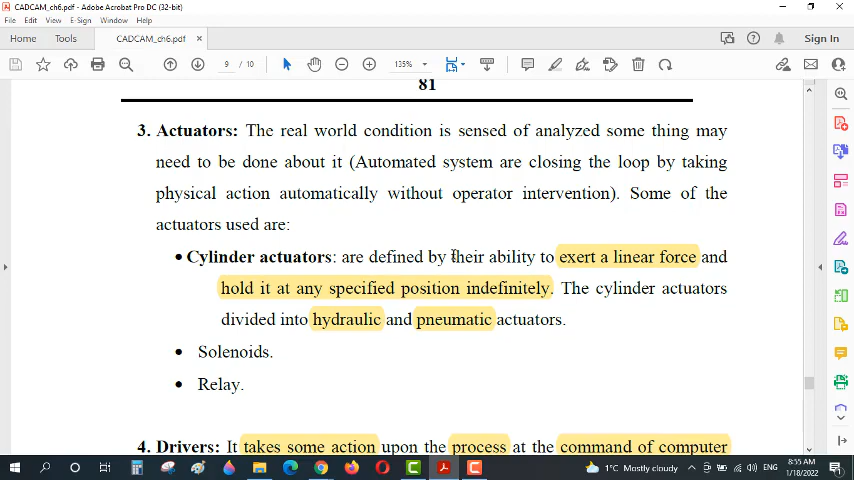 CADCAM_ch6.pdf - Adobe Acrobat Pro DC (32-bit)
File Edit View E-Sign Window Help
Home Tools CADCAM_ch6.pdf × Sign In
9 / 10 135%
81
3. Actuators: The real world condition is sensed of analyzed some thing may
need to be done about it (Automated system are closing the loop by taking
physical action automatically without operator intervention). Some of the
actuators used are:
• Cylinder actuators: are defined by their ability to exert a linear force and
hold it at any specified position indefinitely. The cylinder actuators
divided into hydraulic and pneumatic actuators.
• Solenoids.
• Relay.
4. Drivers: It takes some action upon the process at the command of computer
1°C Mostly cloudy ENG 8:55 AM
1/18/2022